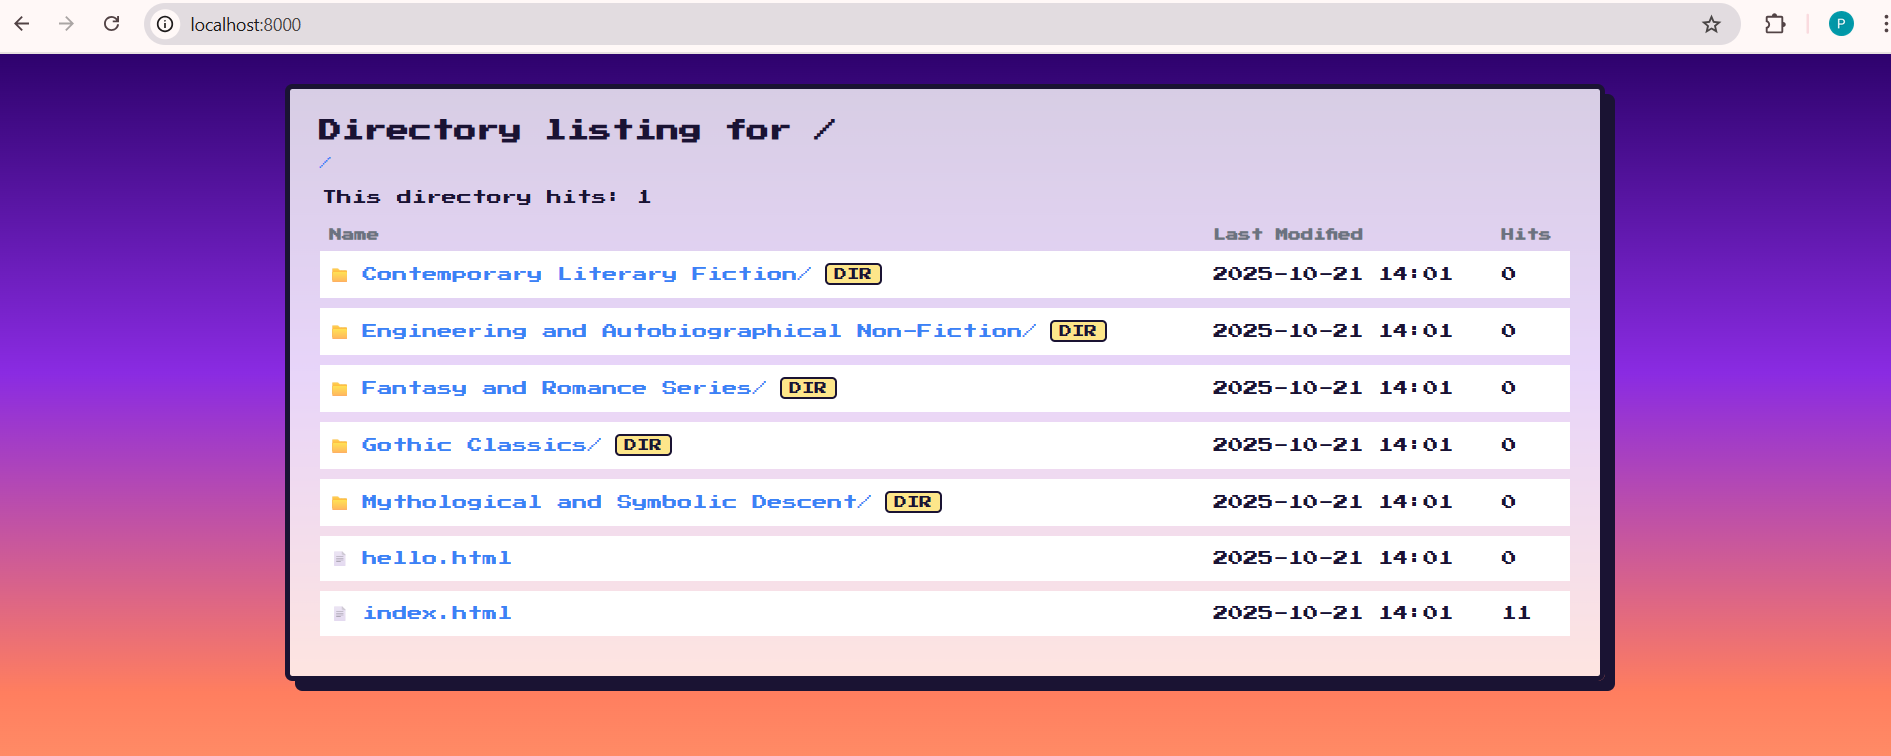 localhost:8000
P
Directory listing for /
/
This directory hits: 1
Name Last Modified Hits
Contemporary Literary Fiction/ DIR 2025-10-21 14:01 0
Engineering and Autobiographical Non-Fiction/ DIR 2025-10-21 14:01 0
Fantasy and Romance Series/ DIR 2025-10-21 14:01 0
Gothic Classics/ DIR 2025-10-21 14:01 0
Mythological and Symbolic Descent/ DIR 2025-10-21 14:01 0
hello.html 2025-10-21 14:01 0
index.html 2025-10-21 14:01 11